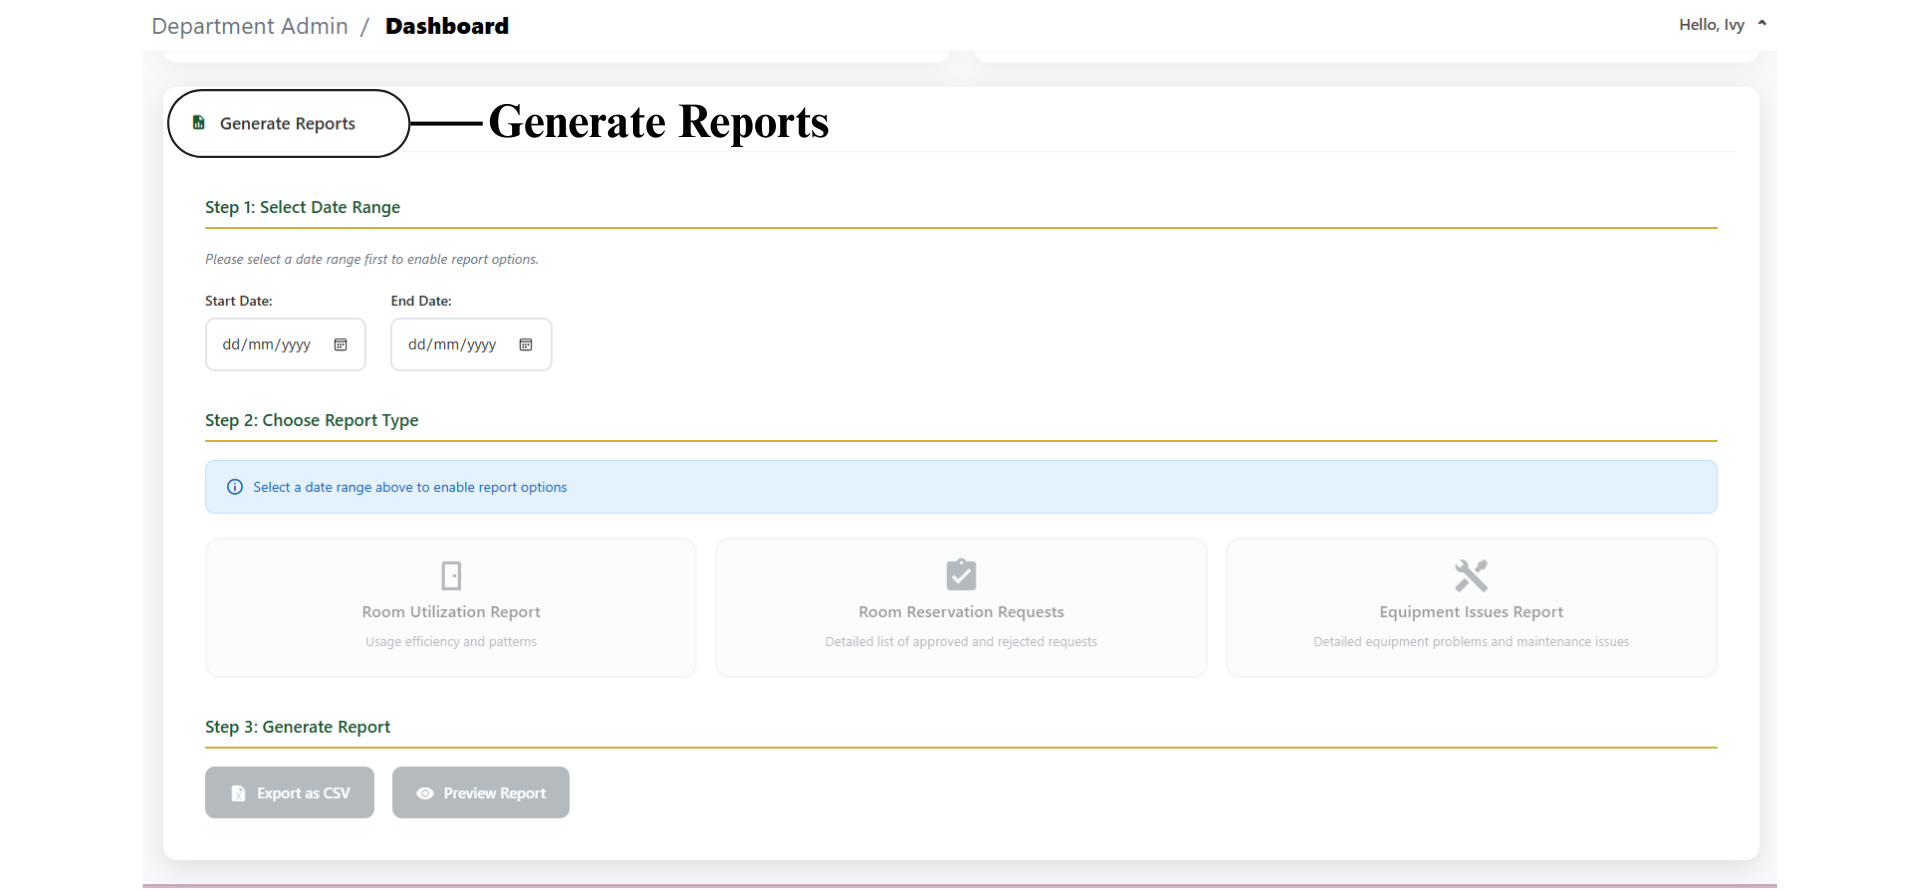 Department Admin / Dashboard
Hello, Ivy
Generate Reports
Generate Reports
Step 1: Select Date Range
Please select a date range first to enable report options.
Start Date: End Date:
dd/mm/yyyy dd/mm/yyyy
Step 2: Choose Report Type
Select a date range above to enable report options
Room Utilization Report
Usage efficiency and patterns
Room Reservation Requests
Detailed list of approved and rejected requests
Equipment Issues Report
Detailed equipment problems and maintenance issues
Step 3: Generate Report
Export as CSV Preview Report